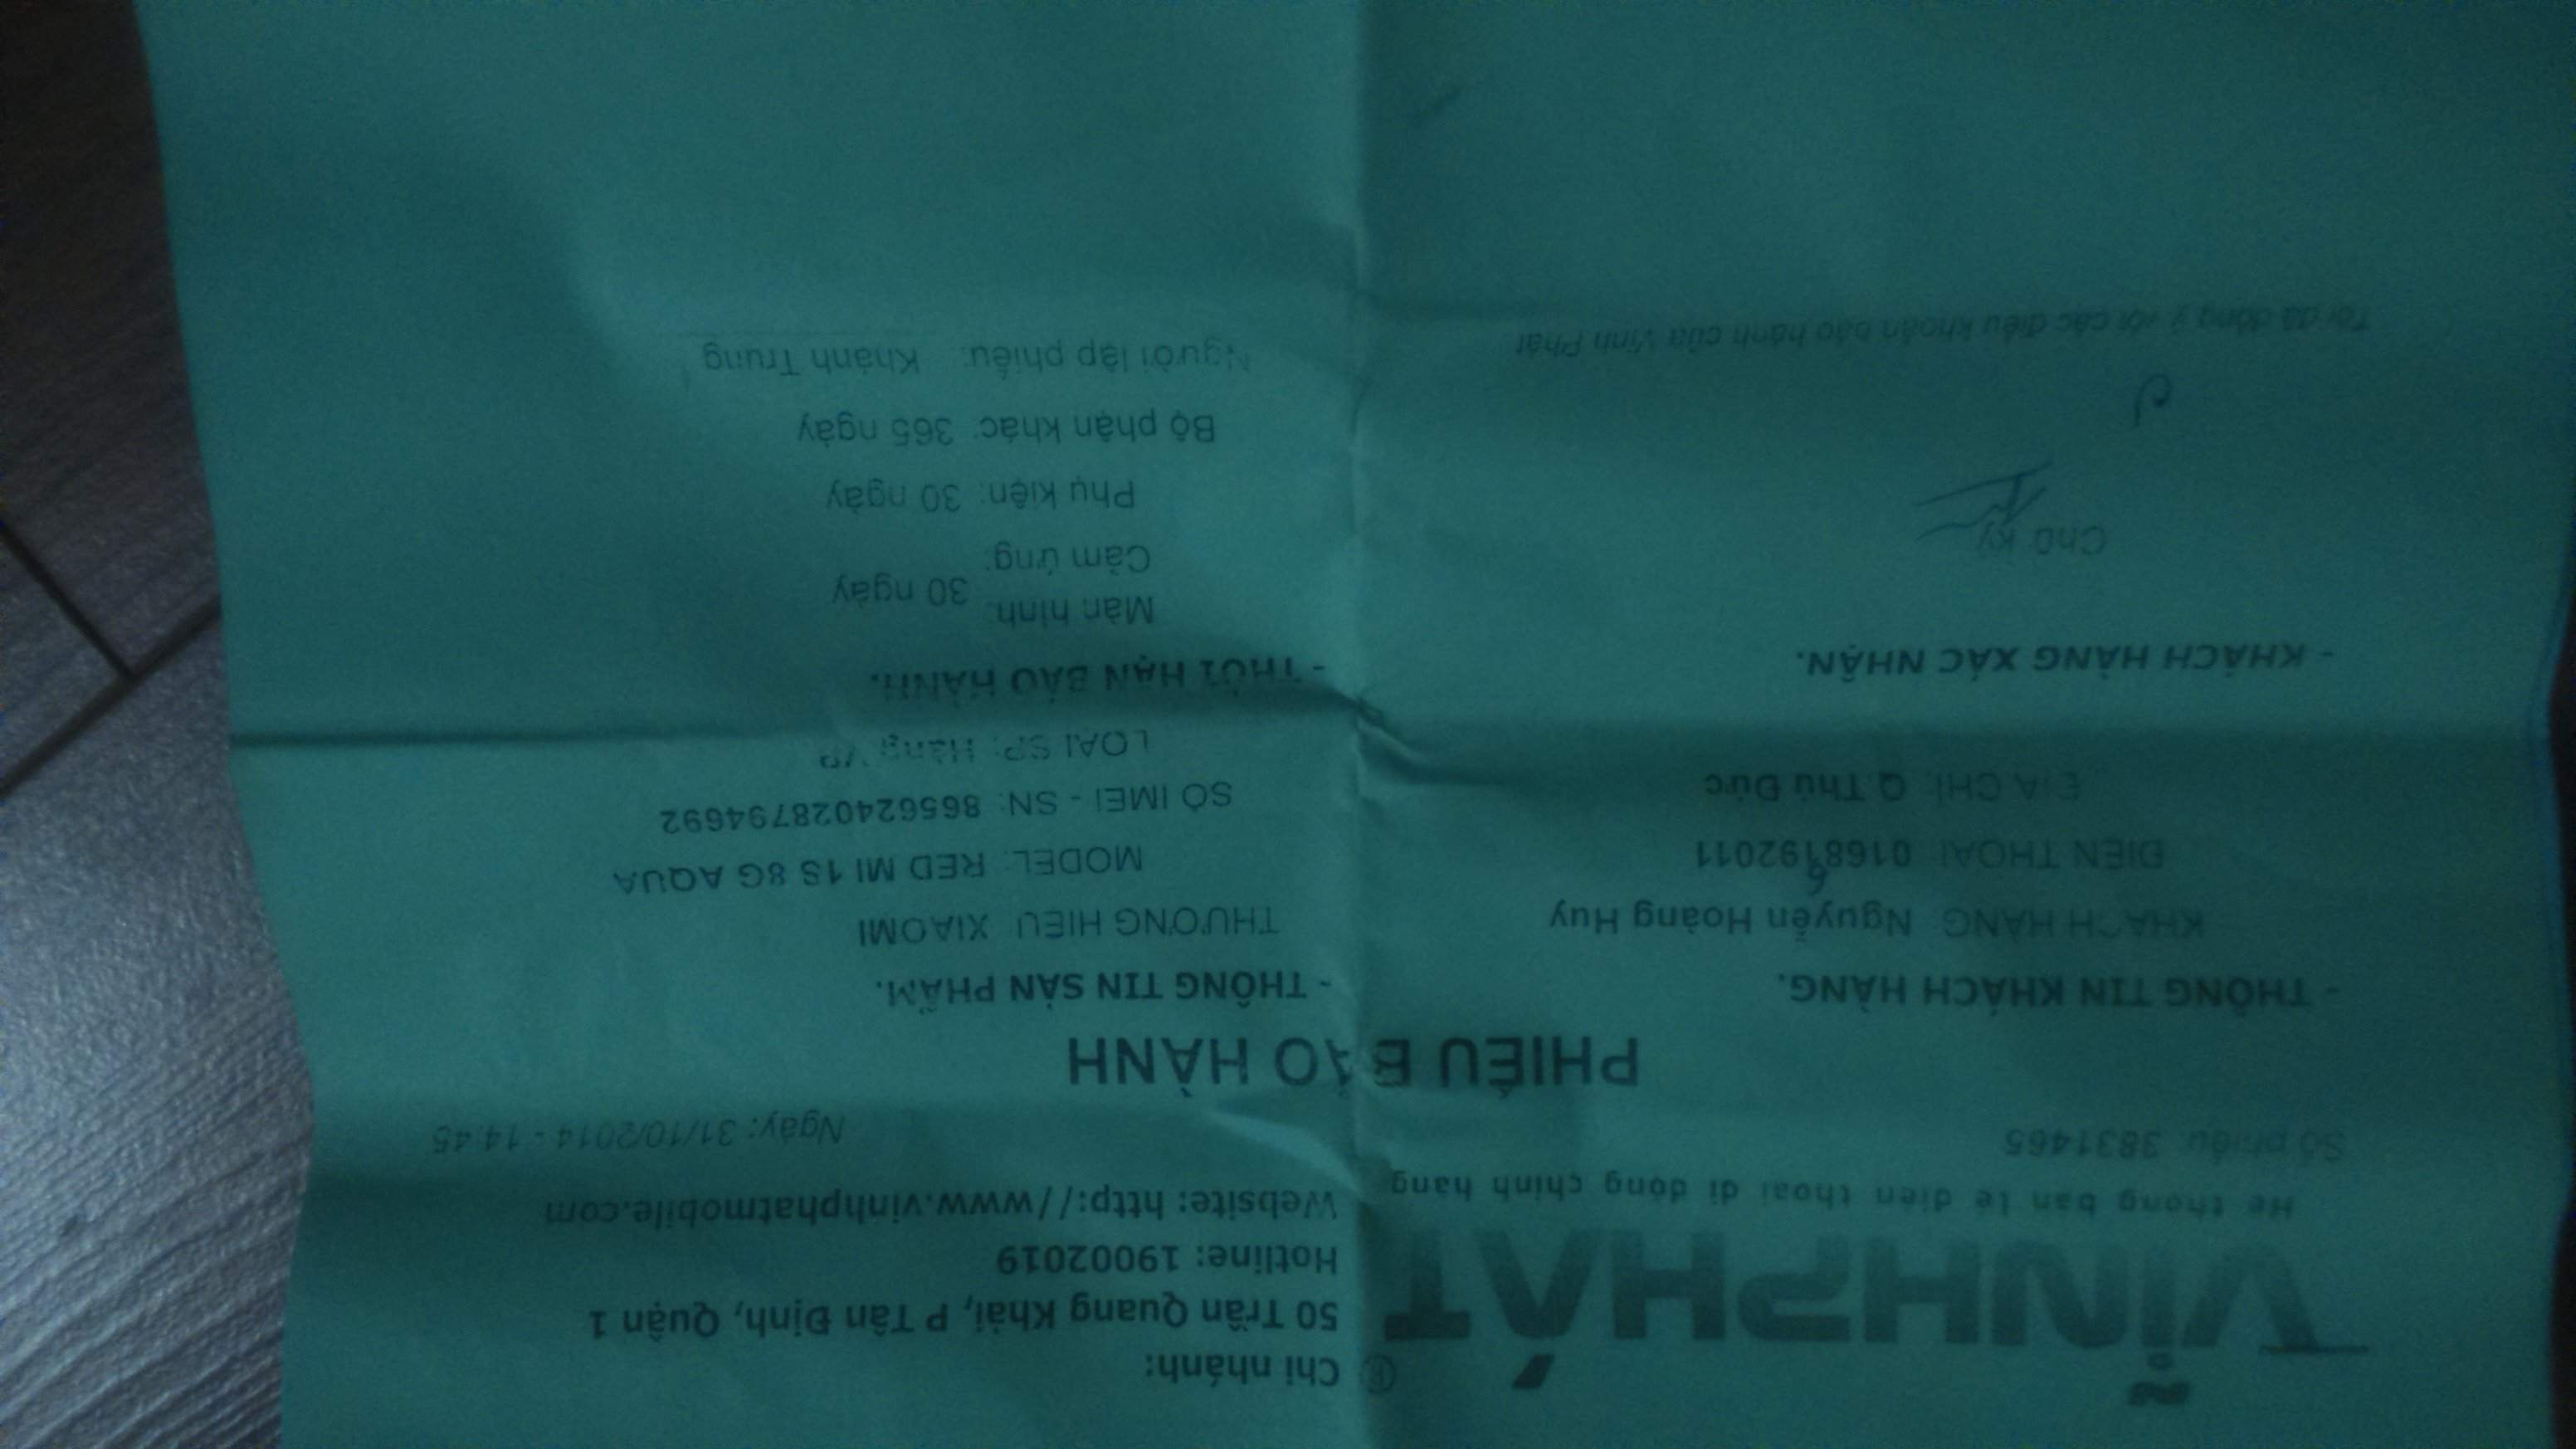 VĨNHPHÁT
Hệ thống bán lẻ điện thoại di động chính hãng
Chi nhánh:
50 Trần Quang Khải, P Tân Định, Quận 1
Hotline: 19002019
Website: http://www.vinhphatmobile.com
Số phiếu: 3831465
Ngày: 31/10/2014 - 14:45
PHIẾU BẢO HÀNH
- THÔNG TIN KHÁCH HÀNG.
KHÁCH HÀNG: Nguyễn Hoàng Huy
ĐIỆN THOẠI: 0168192011
6
ĐỊA CHỈ: Q.Thủ Đức
- KHÁCH HÀNG XÁC NHẬN.
Chữ ký
Tôi đã đồng ý với các điều khoản bảo hành của Vĩnh Phát
- THÔNG TIN SẢN PHẨM.
THƯƠNG HIỆU: XIAOMI
MODEL: RED MI 1S 8G AQUA
SỐ IMEI - SN: 865624028794692
LOẠI SP: Hàng VP
- THỜI HẠN BẢO HÀNH.
Màn hình:
Cảm ứng:
30 ngày
Phụ kiện: 30 ngày
Bộ phận khác: 365 ngày
Người lập phiếu: Khánh Trung